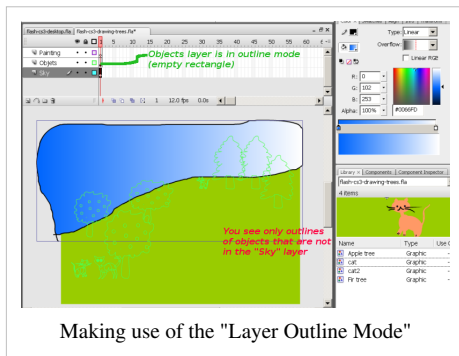 flash-cs3-desktop.fla
flash-cs3-drawing-trees.fla*
5 10 15 20 25 30 35 40 45 50 55 60
Painting
Objets
Sky
Objects layer is in outline mode
(empty rectangle)
1 12.0 fps 0.0s
Type: Linear
Overflow:
Linear RGB
R: 0
G: 102
B: 253
Alpha: 100%
#0066FD
Library × Components Component Inspector
flash-cs3-drawing-trees.fla
4 items
Name Type Use C
Apple tree Graphic -
cat Graphic -
cat2 Graphic -
Fir tree Graphic -
You see only outlines
of objects that are not
in the "Sky" layer
Making use of the "Layer Outline Mode"